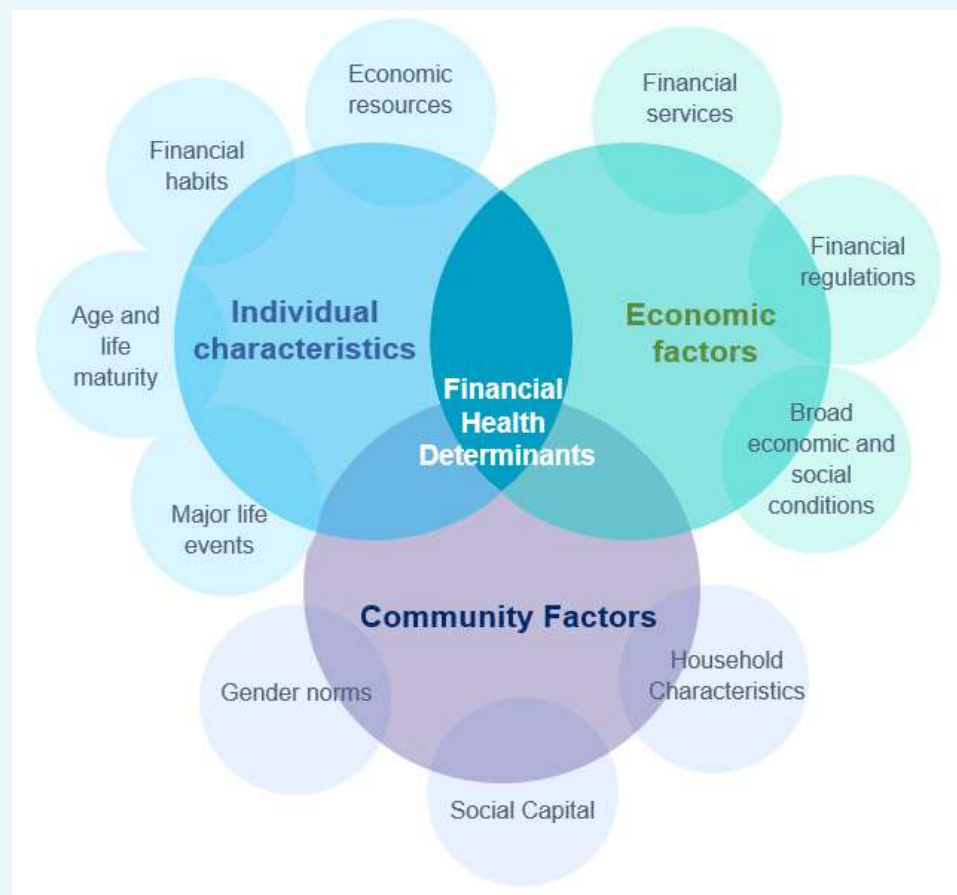 Economic
resources
Financial
services
Financial
habits
Financial
regulations
Individual
characteristics
Economic
factors
Age and
life
maturity
Financial
Health
Determinants
Broad
economic and
social
conditions
Major life
events
Community Factors
Household
Characteristics
Gender norms
Social Capital